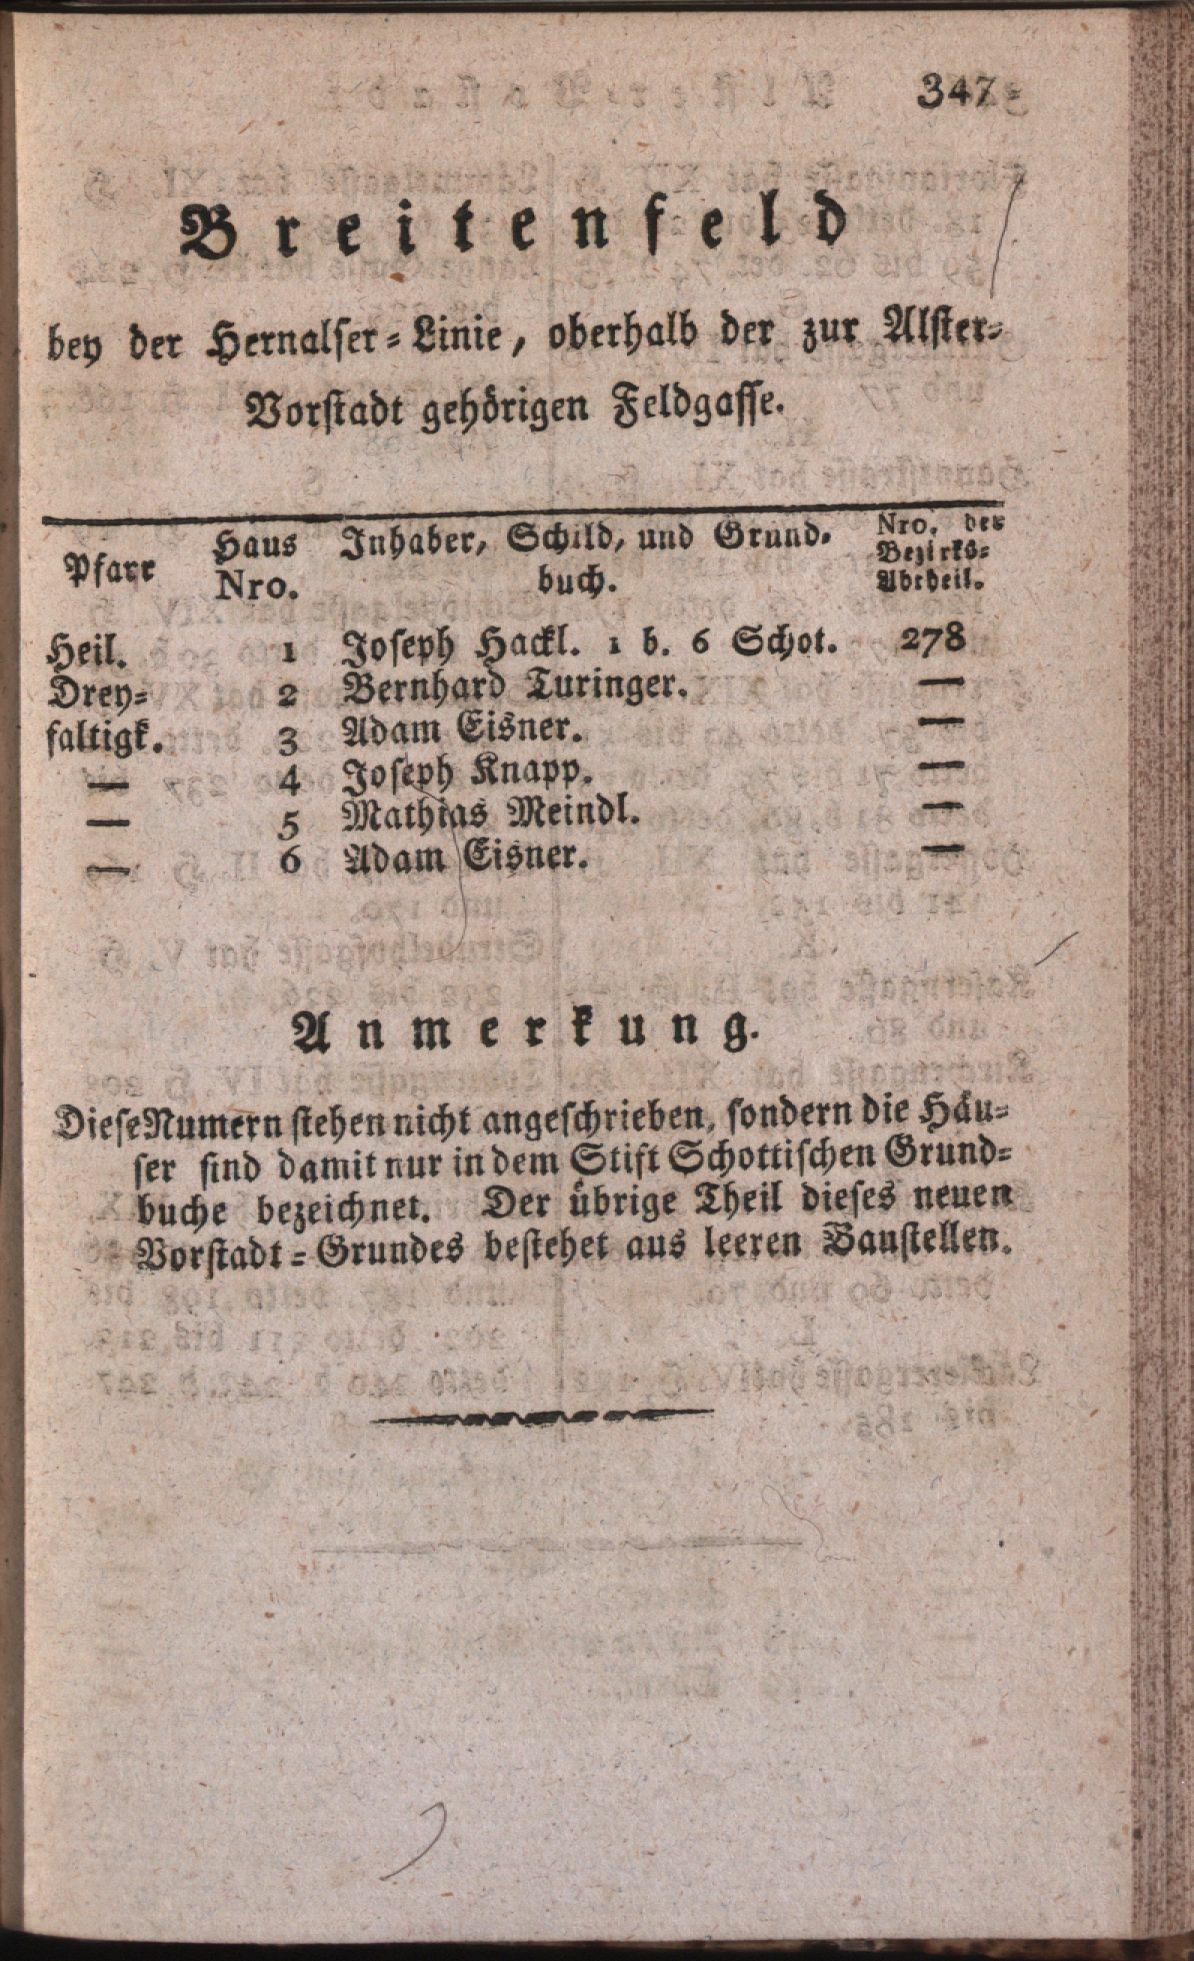 347
Breitenfeld
bey der Hernalser-Linie, oberhalb der zur Alster-
Vorstadt gehörigen Feldgasse.
Pfarr Haus Nro. Inhaber, Schild, und Grund-buch. Nro. der Bezirks-Abtheil.
Heil. 1 Joseph Hackl. 1 b. 6 Schot. 278
Drey- 2 Bernhard Turinger. —
faltigk. 3 Adam Eisner. —
— 4 Joseph Knapp. —
— 5 Mathias Meindl. —
— 6 Adam Eisner. —
Anmerkung.
Diese Numern stehen nicht angeschrieben, sondern die Häu-
ser sind damit nur in dem Stift Schottischen Grund-
buche bezeichnet. Der übrige Theil dieses neuen
Vorstadt-Grundes bestehet aus leeren Baustellen.